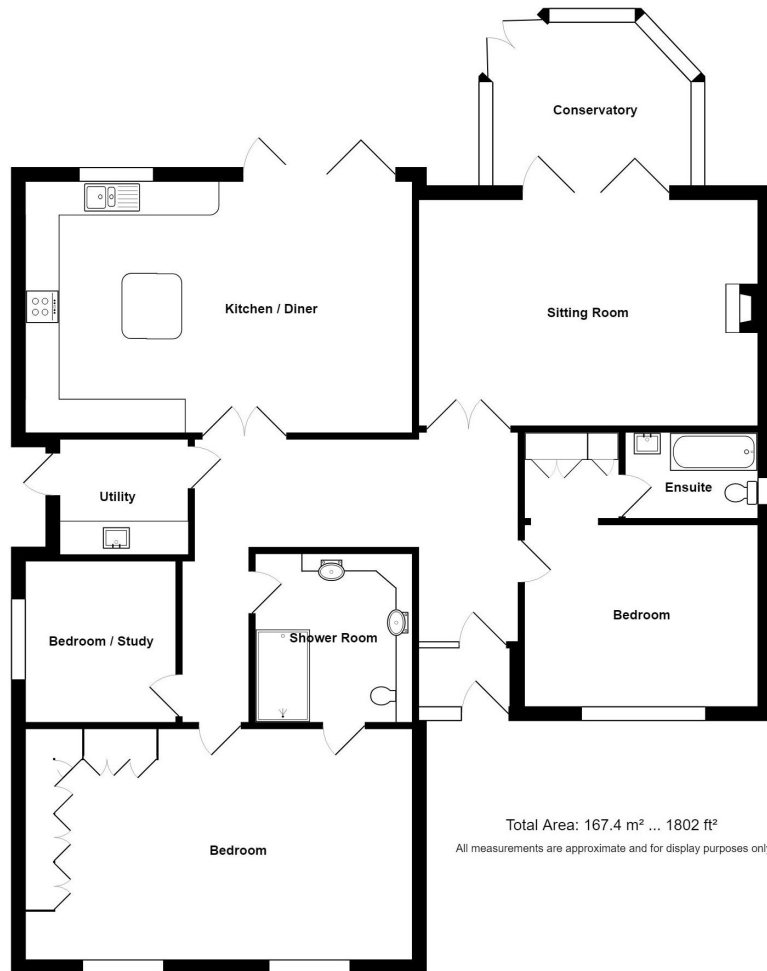 Conservatory
Kitchen / Diner
Sitting Room
Utility
Ensuite
Bedroom / Study
Shower Room
Bedroom
Bedroom
Total Area: 167.4 m² ... 1802 ft²
All measurements are approximate and for display purposes only